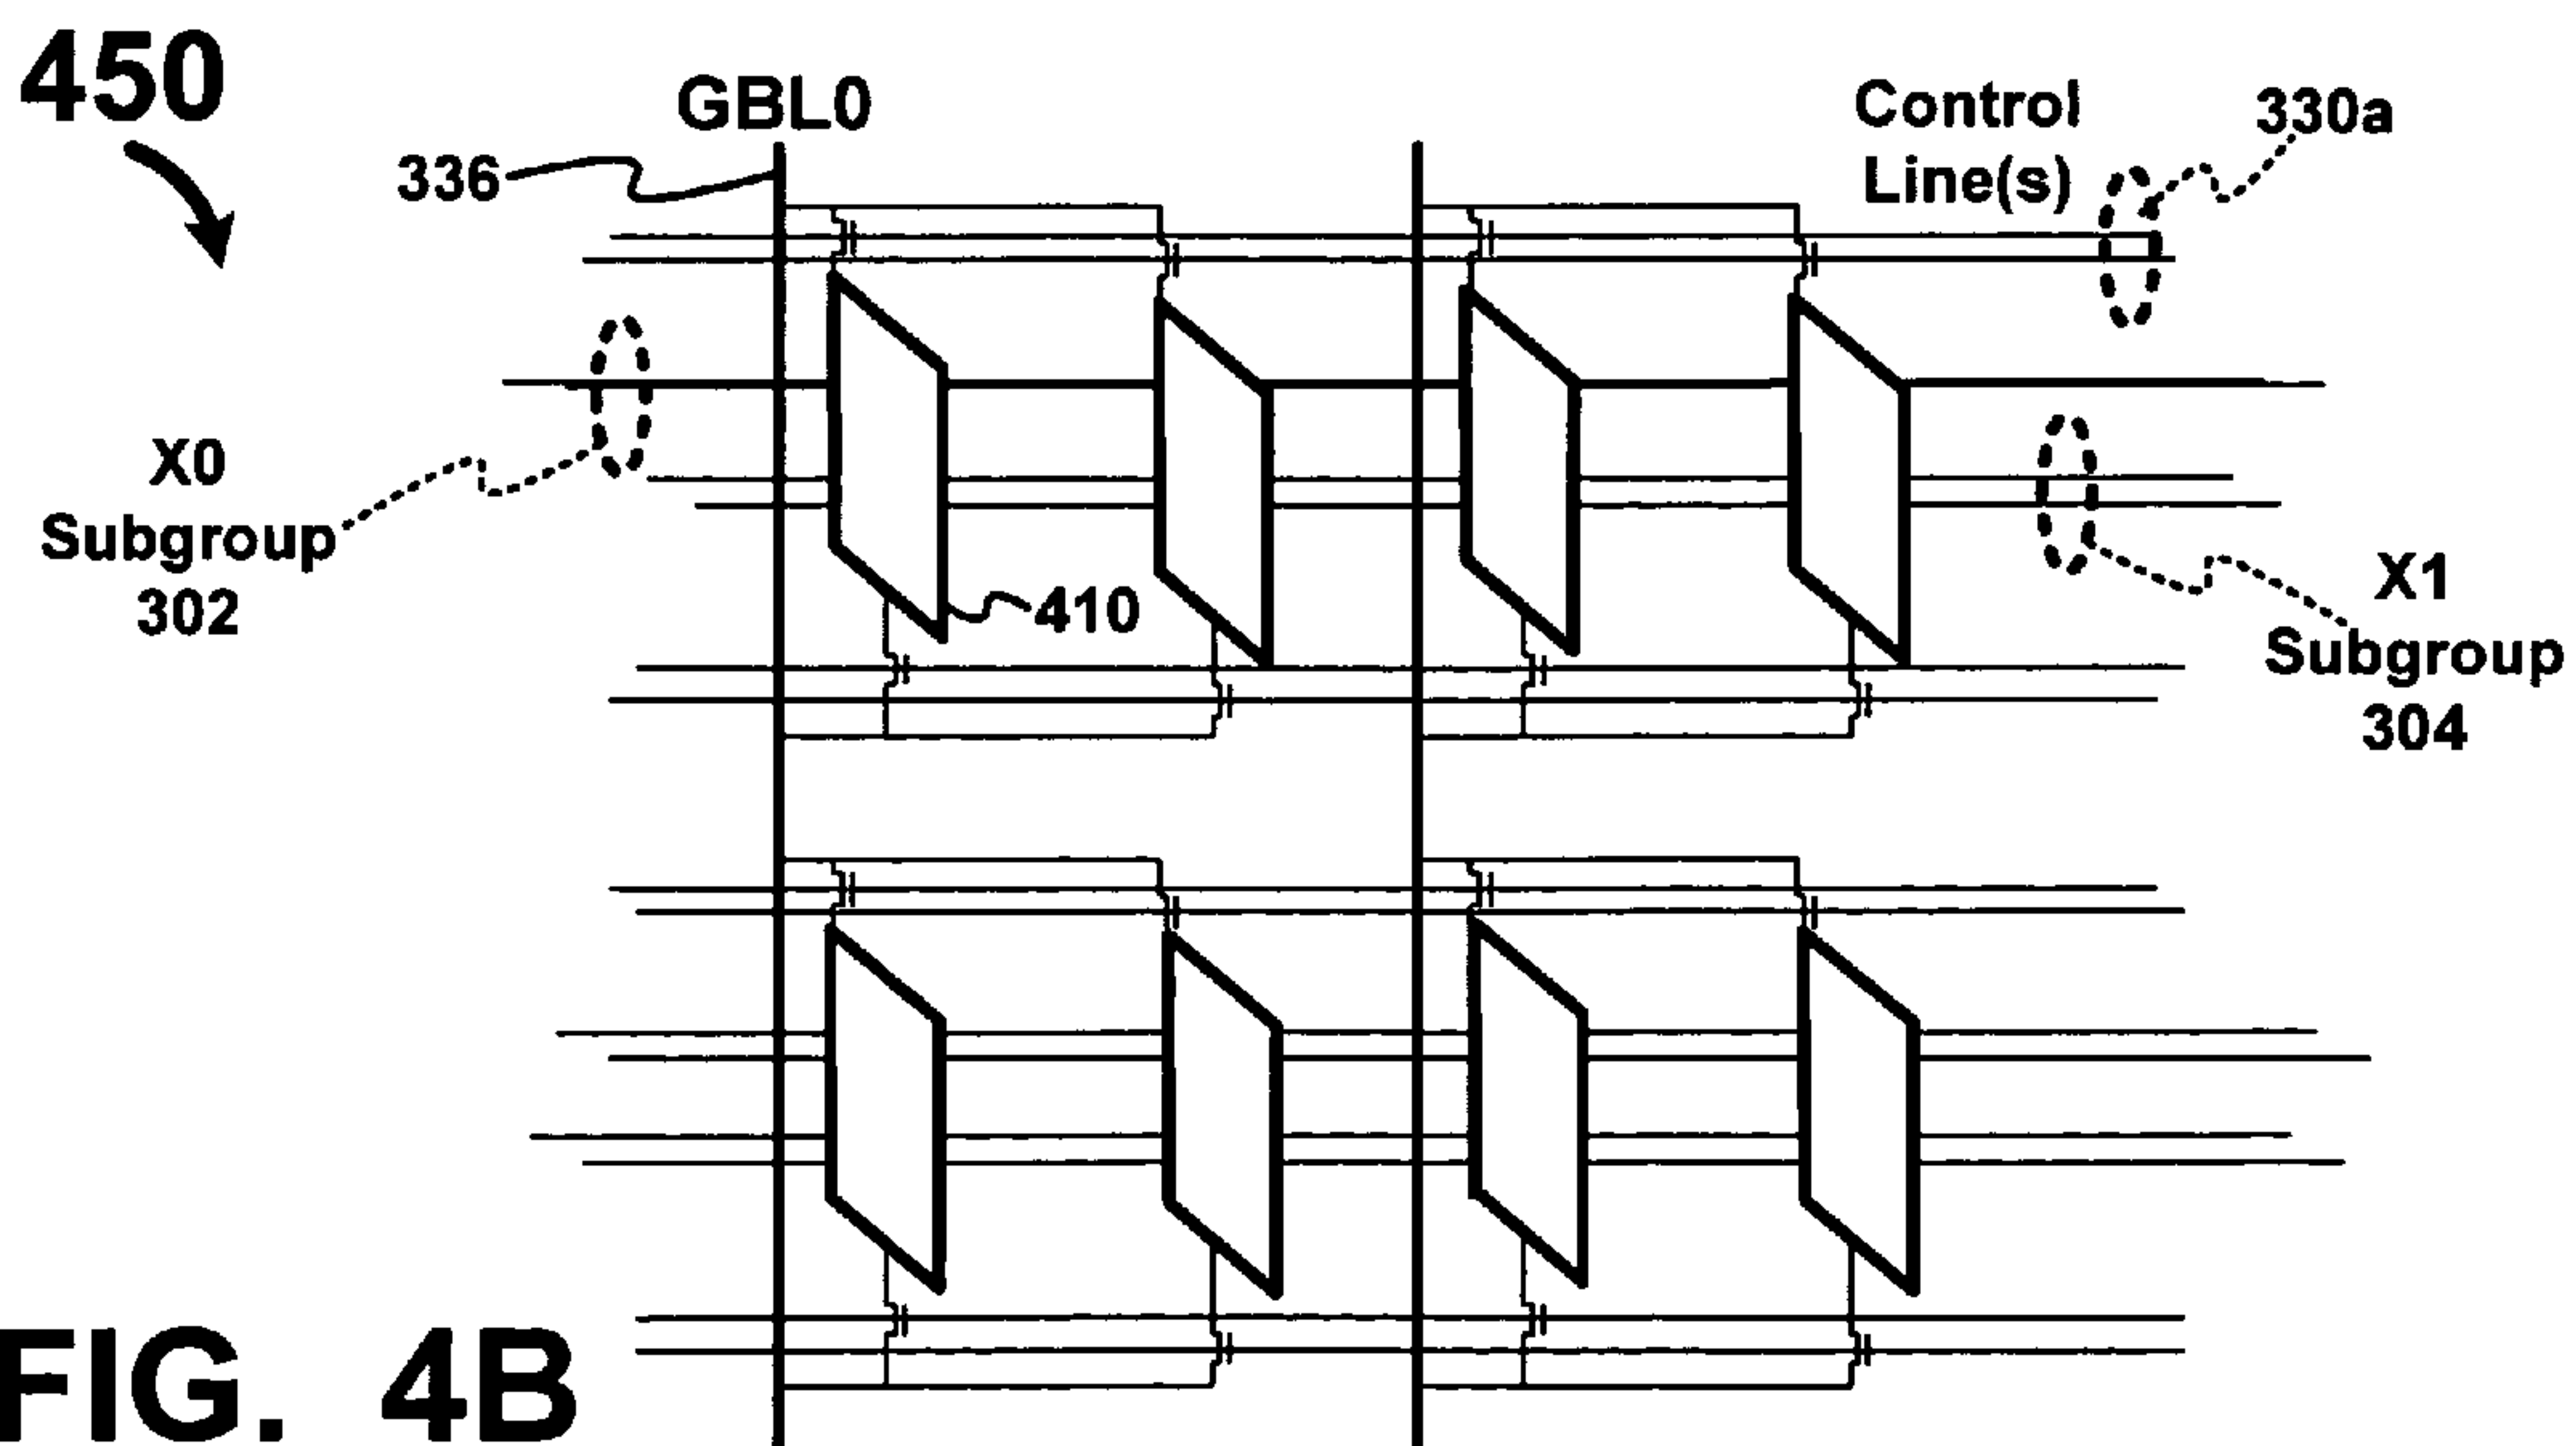 450
GBL0
336
Control
Line(s)
330a
X0
Subgroup
302
410
X1
Subgroup
304
FIG. 4B